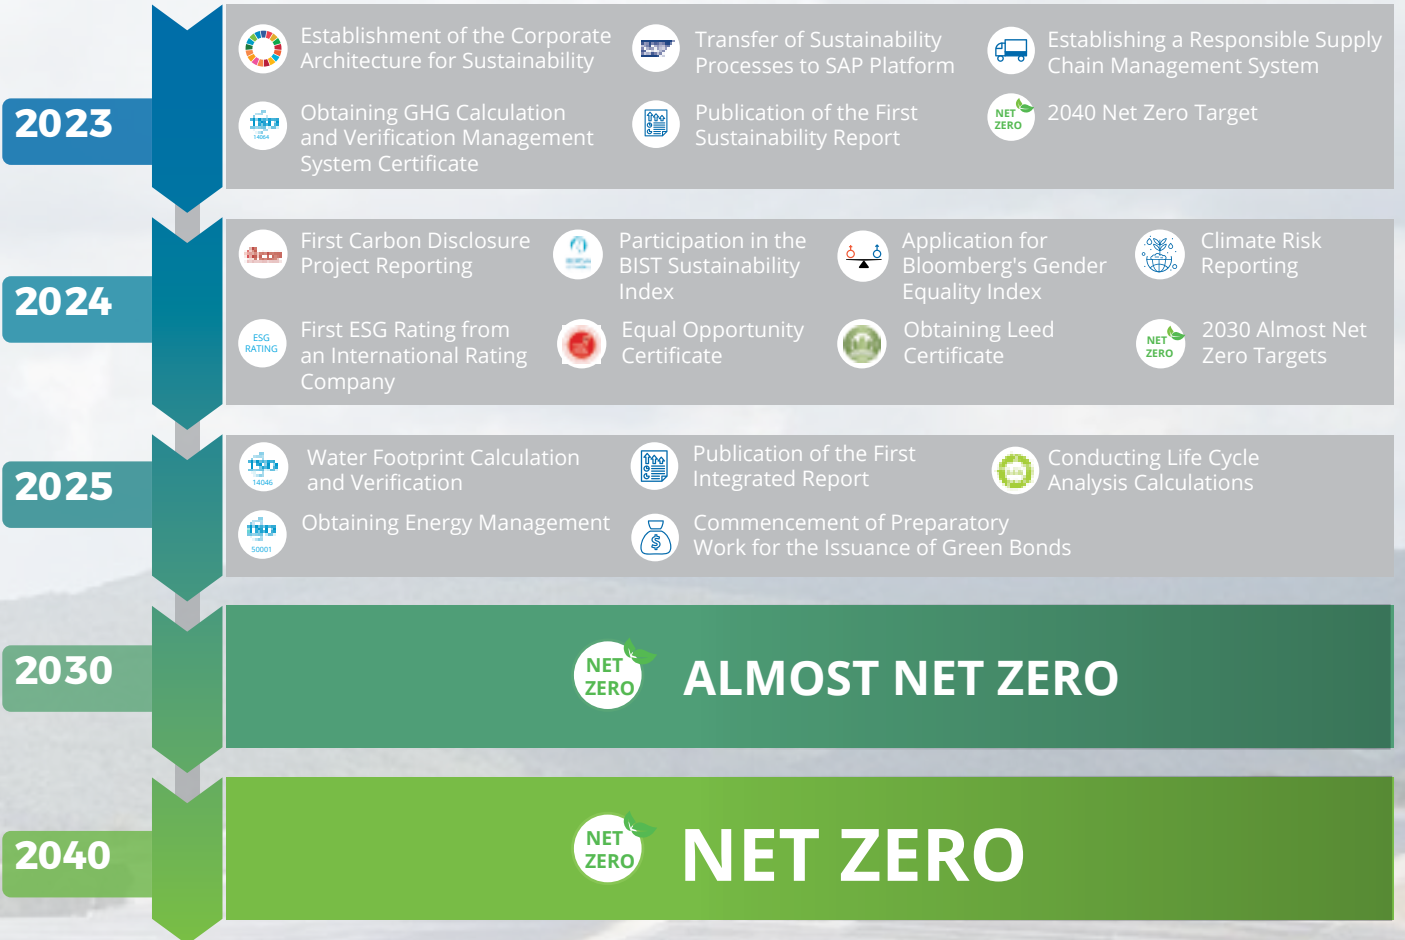 2023
Establishment of the Corporate
Architecture for Sustainability
Transfer of Sustainability
Processes to SAP Platform
Establishing a Responsible Supply
Chain Management System
14064
Obtaining GHG Calculation
and Verification Management
System Certificate
Publication of the First
Sustainability Report
NET
ZERO
2040 Net Zero Target
2024
First Carbon Disclosure
Project Reporting
Participation in the
BIST Sustainability
Index
Application for
Bloomberg's Gender
Equality Index
Climate Risk
Reporting
ESG
RATING
First ESG Rating from
an International Rating
Company
Equal Opportunity
Certificate
Obtaining Leed
Certificate
NET
ZERO
2030 Almost Net
Zero Targets
2025
14046
Water Footprint Calculation
and Verification
Publication of the First
Integrated Report
Conducting Life Cycle
Analysis Calculations
50001
Obtaining Energy Management
$
Commencement of Preparatory
Work for the Issuance of Green Bonds
2030
NET
ZERO
ALMOST NET ZERO
2040
NET
ZERO
NET ZERO